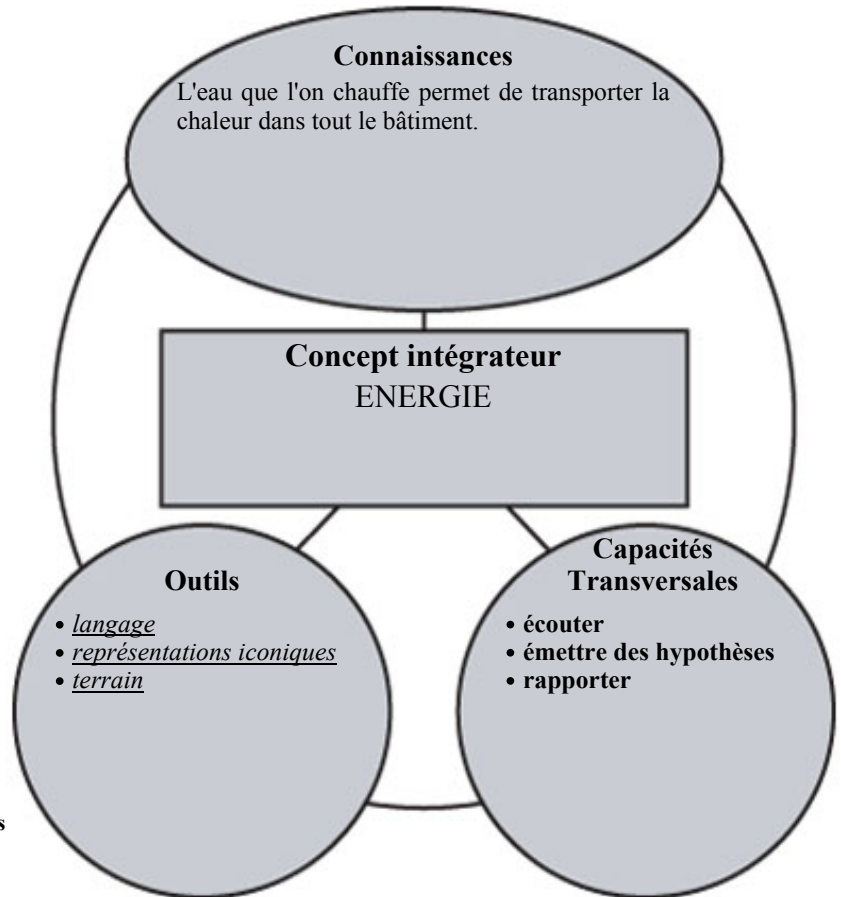 Connaissances
L'eau que l'on chauffe permet de transporter la
chaleur dans tout le bâtiment.
Concept intégrateur
ENERGIE
Outils
• langage
• représentations iconiques
• terrain
Capacités
Transversales
• écouter
• émettre des hypothèses
• rapporter
s